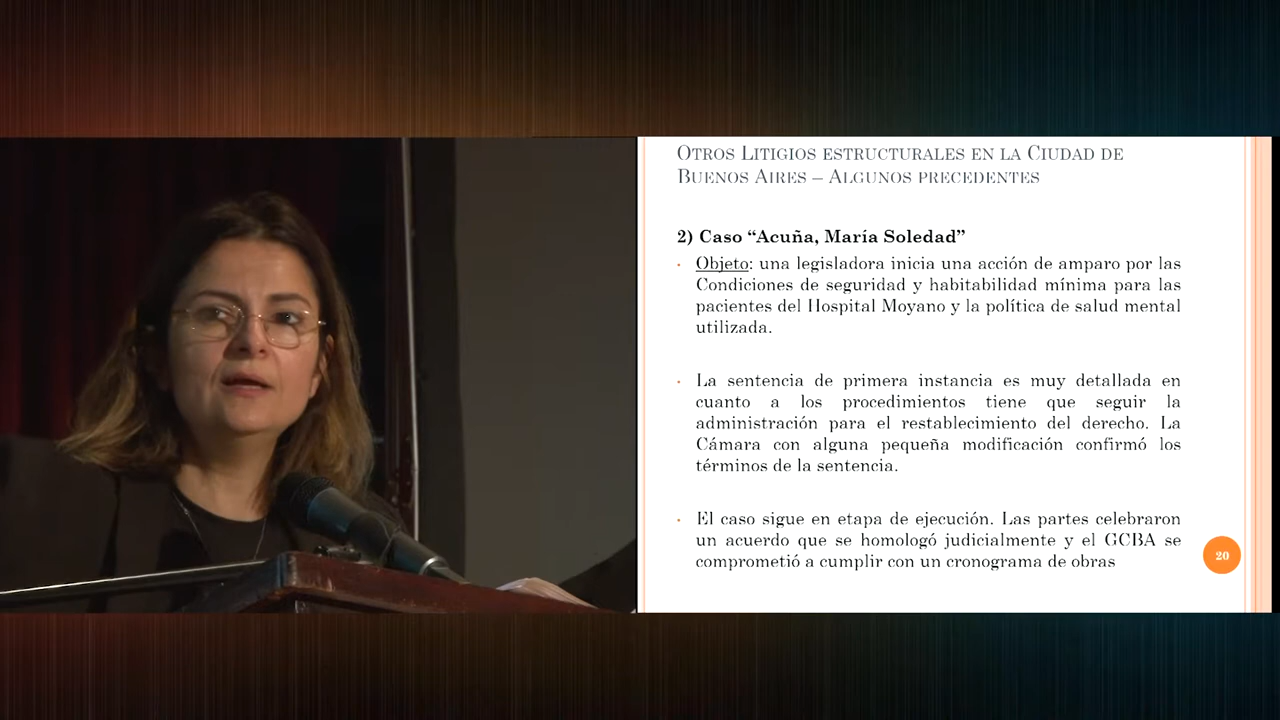 OTROS LITIGIOS ESTRUCTURALES EN LA CIUDAD DE
BUENOS AIRES – ALGUNOS PRECEDENTES
2) Caso “Acuña, María Soledad”
• Objeto: una legisladora inicia una acción de amparo por las
Condiciones de seguridad y habitabilidad mínima para las
pacientes del Hospital Moyano y la política de salud mental
utilizada.
• La sentencia de primera instancia es muy detallada en
cuanto a los procedimientos tiene que seguir la
administración para el restablecimiento del derecho. La
Cámara con alguna pequeña modificación confirmó los
términos de la sentencia.
• El caso sigue en etapa de ejecución. Las partes celebraron
un acuerdo que se homologó judicialmente y el GCBA se
comprometió a cumplir con un cronograma de obras
20